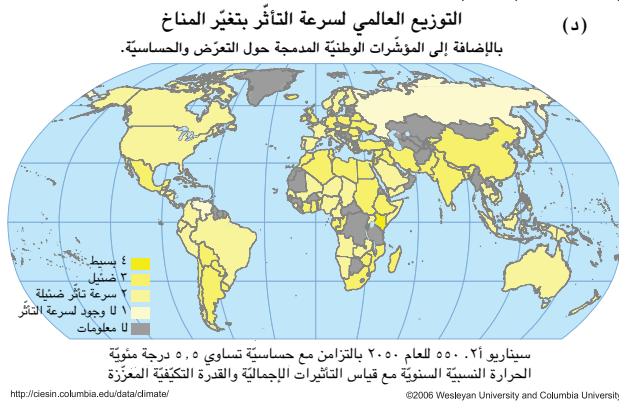 (د)
التوزيع العالمي لسرعة التأثّر بتغيّر المناخ
بالإضافة إلى المؤشّرات الوطنيّة المدمجة حول التعرّض والحساسيّة.
٤ بسيط
٣ ضئيل
٢ سرعة تأثّر ضئيلة
١ لا وجود لسرعة التأثّر
لا معلومات
سيناريو أ٢. ٥٥٠ للعام ٢٠٥٠ بالتزامن مع حساسيّة تساوي ٥,٥ درجة مئويّة
الحرارة النسبيّة السنويّة مع قياس التأثيرات الإجماليّة والقدرة التكيّفيّة المعزّزة
http://ciesin.columbia.edu/data/climate/
©2006 Wesleyan University and Columbia University